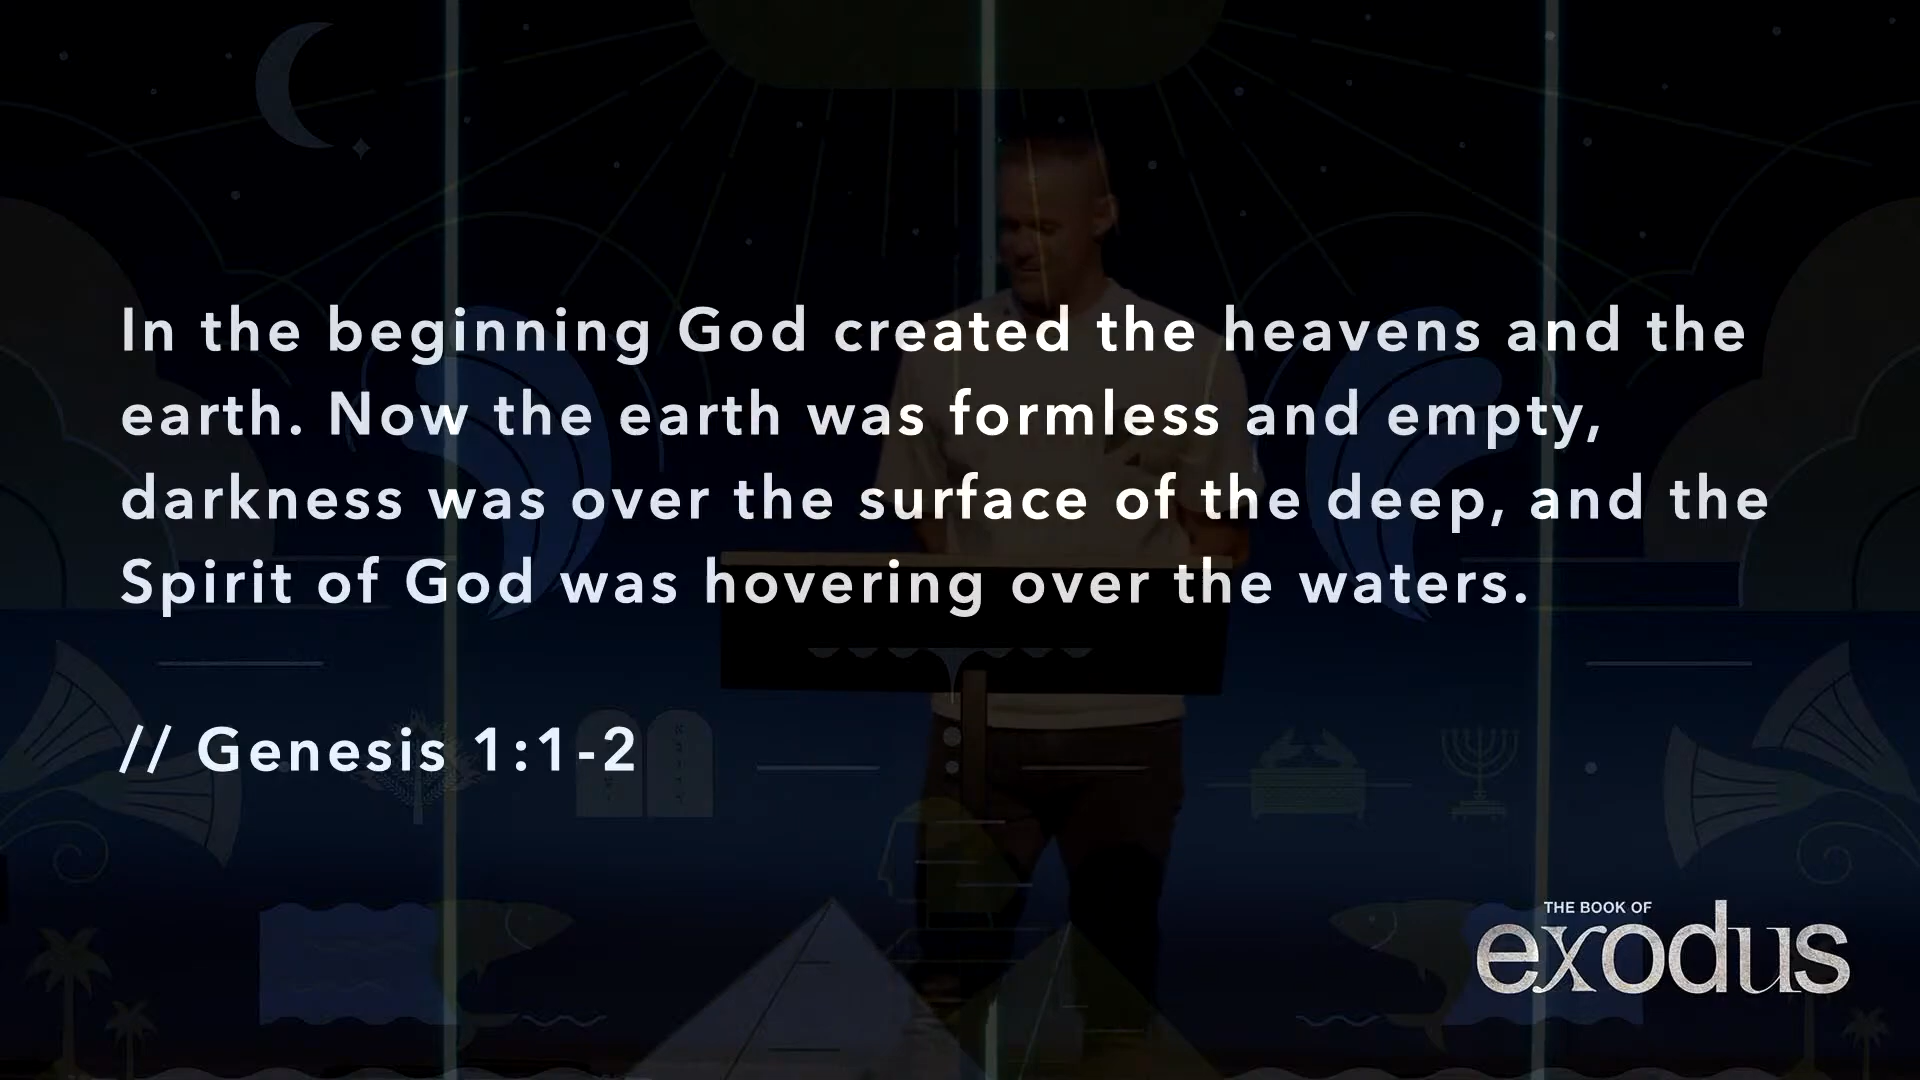 In the beginning God created the heavens and the
earth. Now the earth was formless and empty,
darkness was over the surface of the deep, and the
Spirit of God was hovering over the waters.
// Genesis 1:1-2
THE BOOK OF
exodus